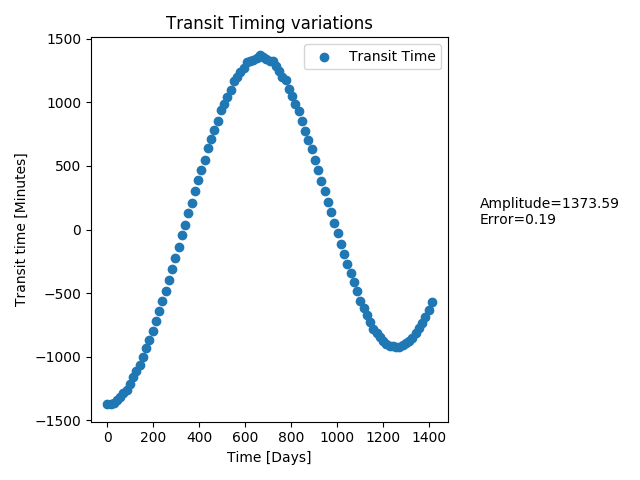 Transit Timing variations
Transit Time
1500
1000
500
0
−500
−1000
−1500
Transit time [Minutes]
0 200 400 600 800 1000 1200 1400
Time [Days]
Amplitude=1373.59
Error=0.19